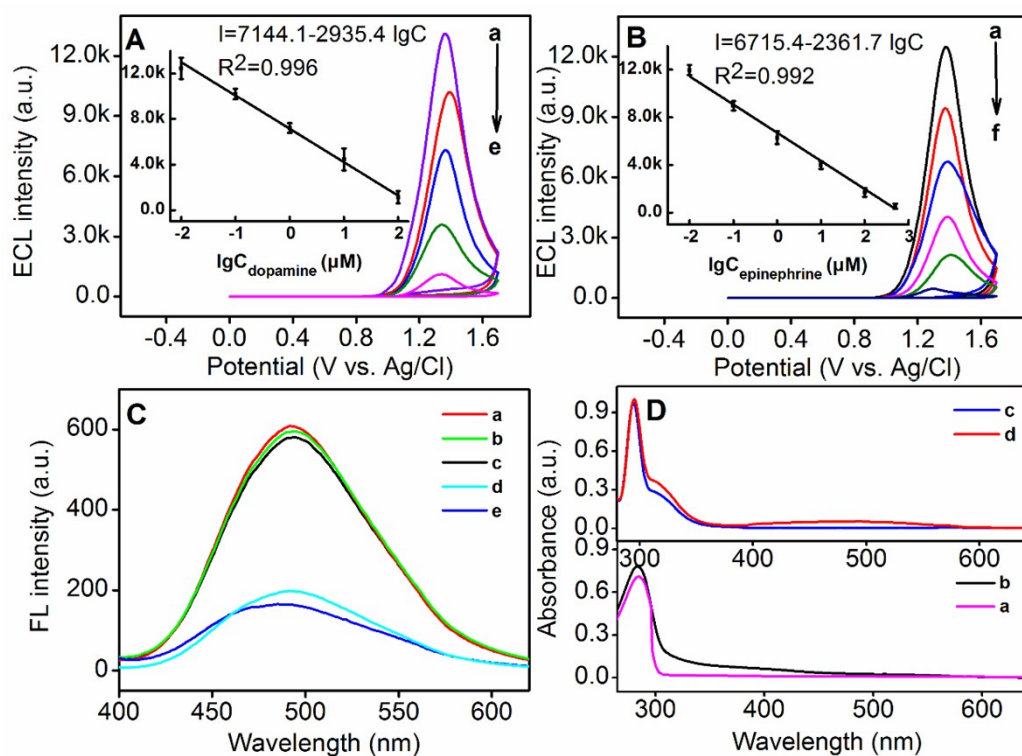 A
I=7144.1-2935.4 lgC
R²=0.996
a
e
12.0k
9.0k
6.0k
3.0k
0.0
12.0k
8.0k
4.0k
0.0
-2 -1 0 1 2
lgC dopamine (µM)
ECL intensity (a.u.)
-0.4 0.0 0.4 0.8 1.2 1.6
Potential (V vs. Ag/Cl)
B
I=6715.4-2361.7 lgC
R²=0.992
a
f
12.0k
9.0k
6.0k
3.0k
0.0
12.0k
8.0k
4.0k
0.0
-2 -1 0 1 2 3
lgC epinephrine (µM)
ECL intensity (a.u.)
-0.4 0.0 0.4 0.8 1.2 1.6
Potential (V vs. Ag/Cl)
C
a
b
c
d
e
600
400
200
0
FL intensity (a.u.)
400 450 500 550 600
Wavelength (nm)
D
c
d
0.9
0.6
0.3
0.0
300 400 500 600
b
a
0.9
0.6
0.3
0.0
Absorbance (a.u.)
300 400 500 600
Wavelength (nm)